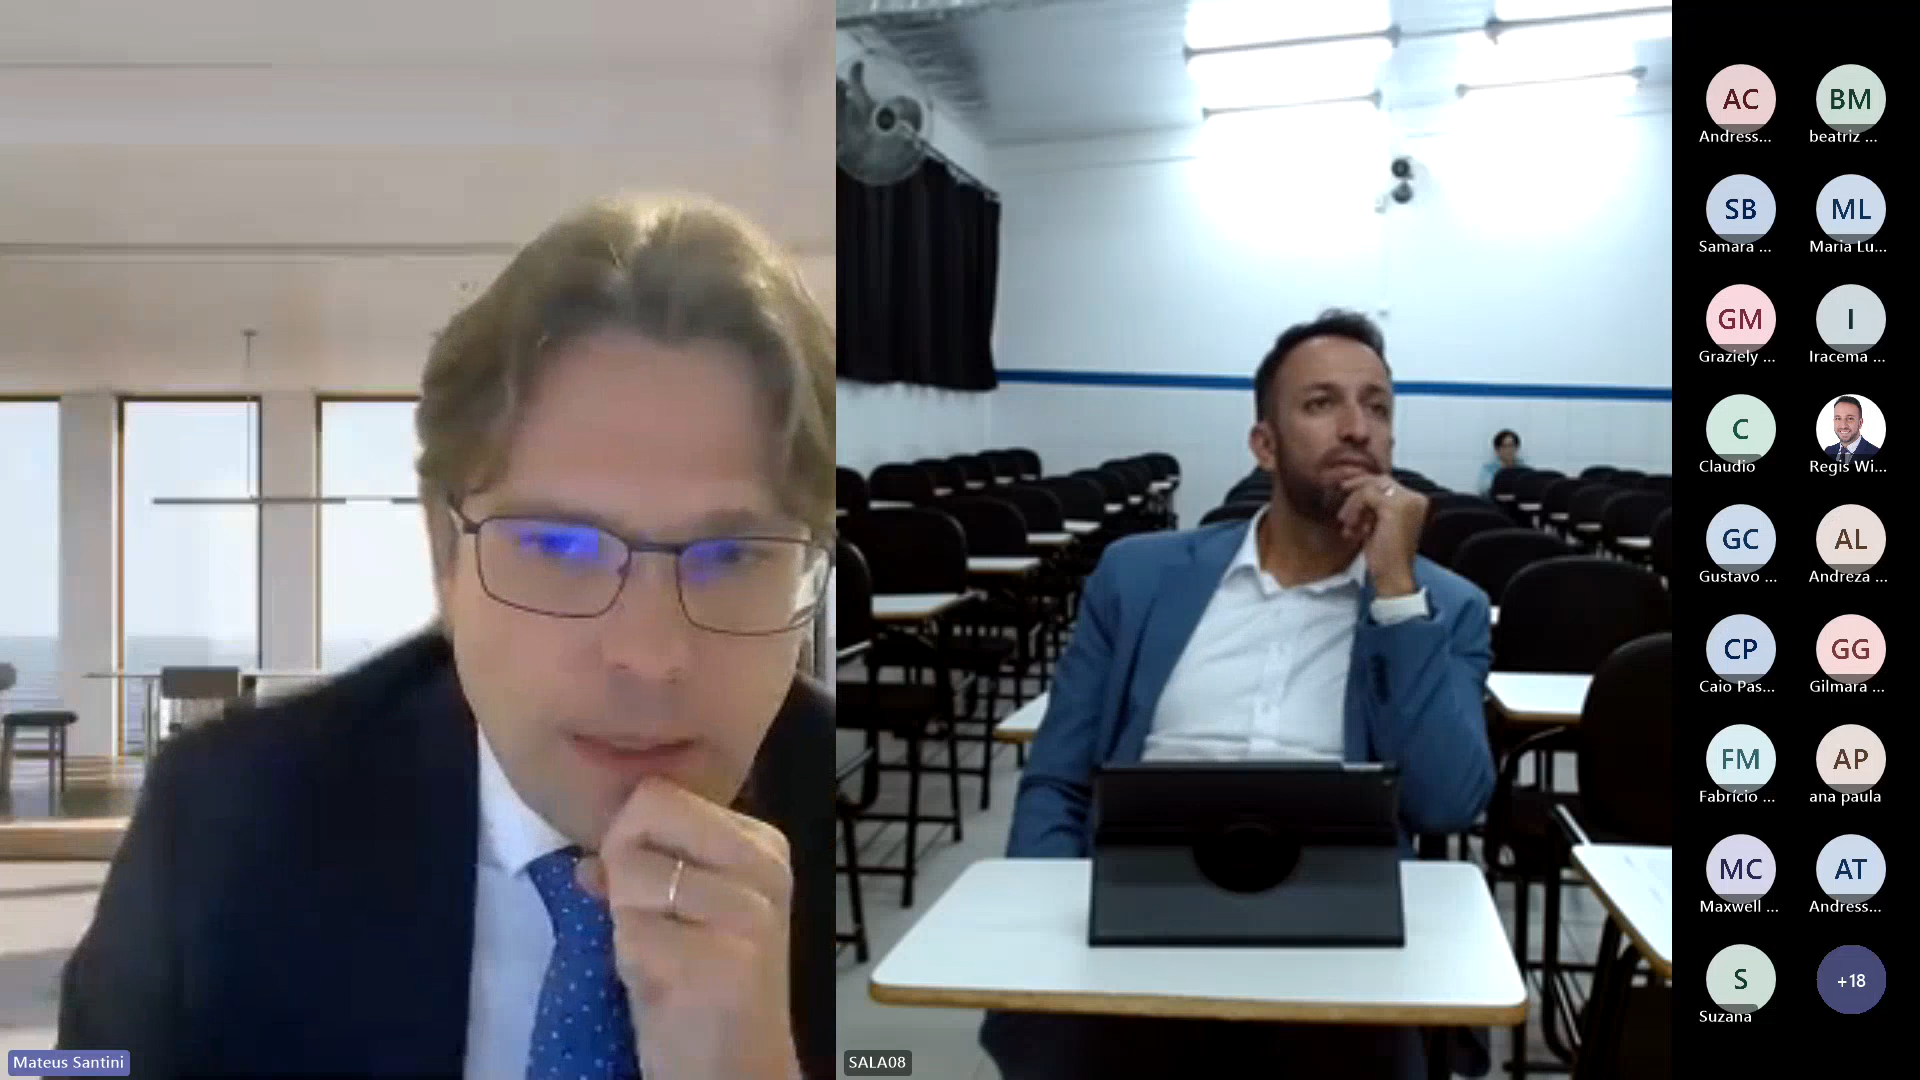 AC
BM
Andress...
beatriz ...
SB
ML
Samara ...
Maria Lu...
GM
I
Graziely ...
Iracema ...
C
Claudio
Regis Wi...
GC
AL
Gustavo ...
Andreza ...
CP
GG
Caio Pas...
Gilmara ...
FM
AP
Fabrício ...
ana paula
MC
AT
Maxwell ...
Andress...
S
+18
Suzana
Mateus Santini
SALA08